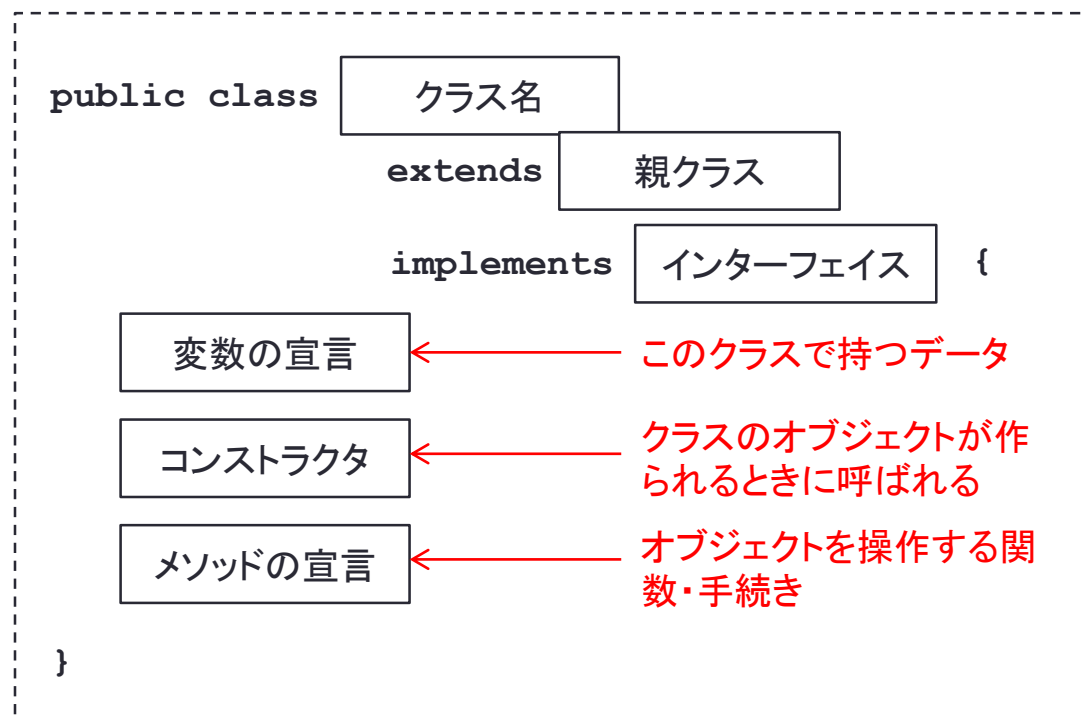 public class クラス名
extends 親クラス
implements インターフェイス {
変数の宣言 このクラスで持つデータ
クラスのオブジェクトが作
コンストラクタ られるときに呼ばれる
オブジェクトを操作する関
メソッドの宣言 数・手続き
}